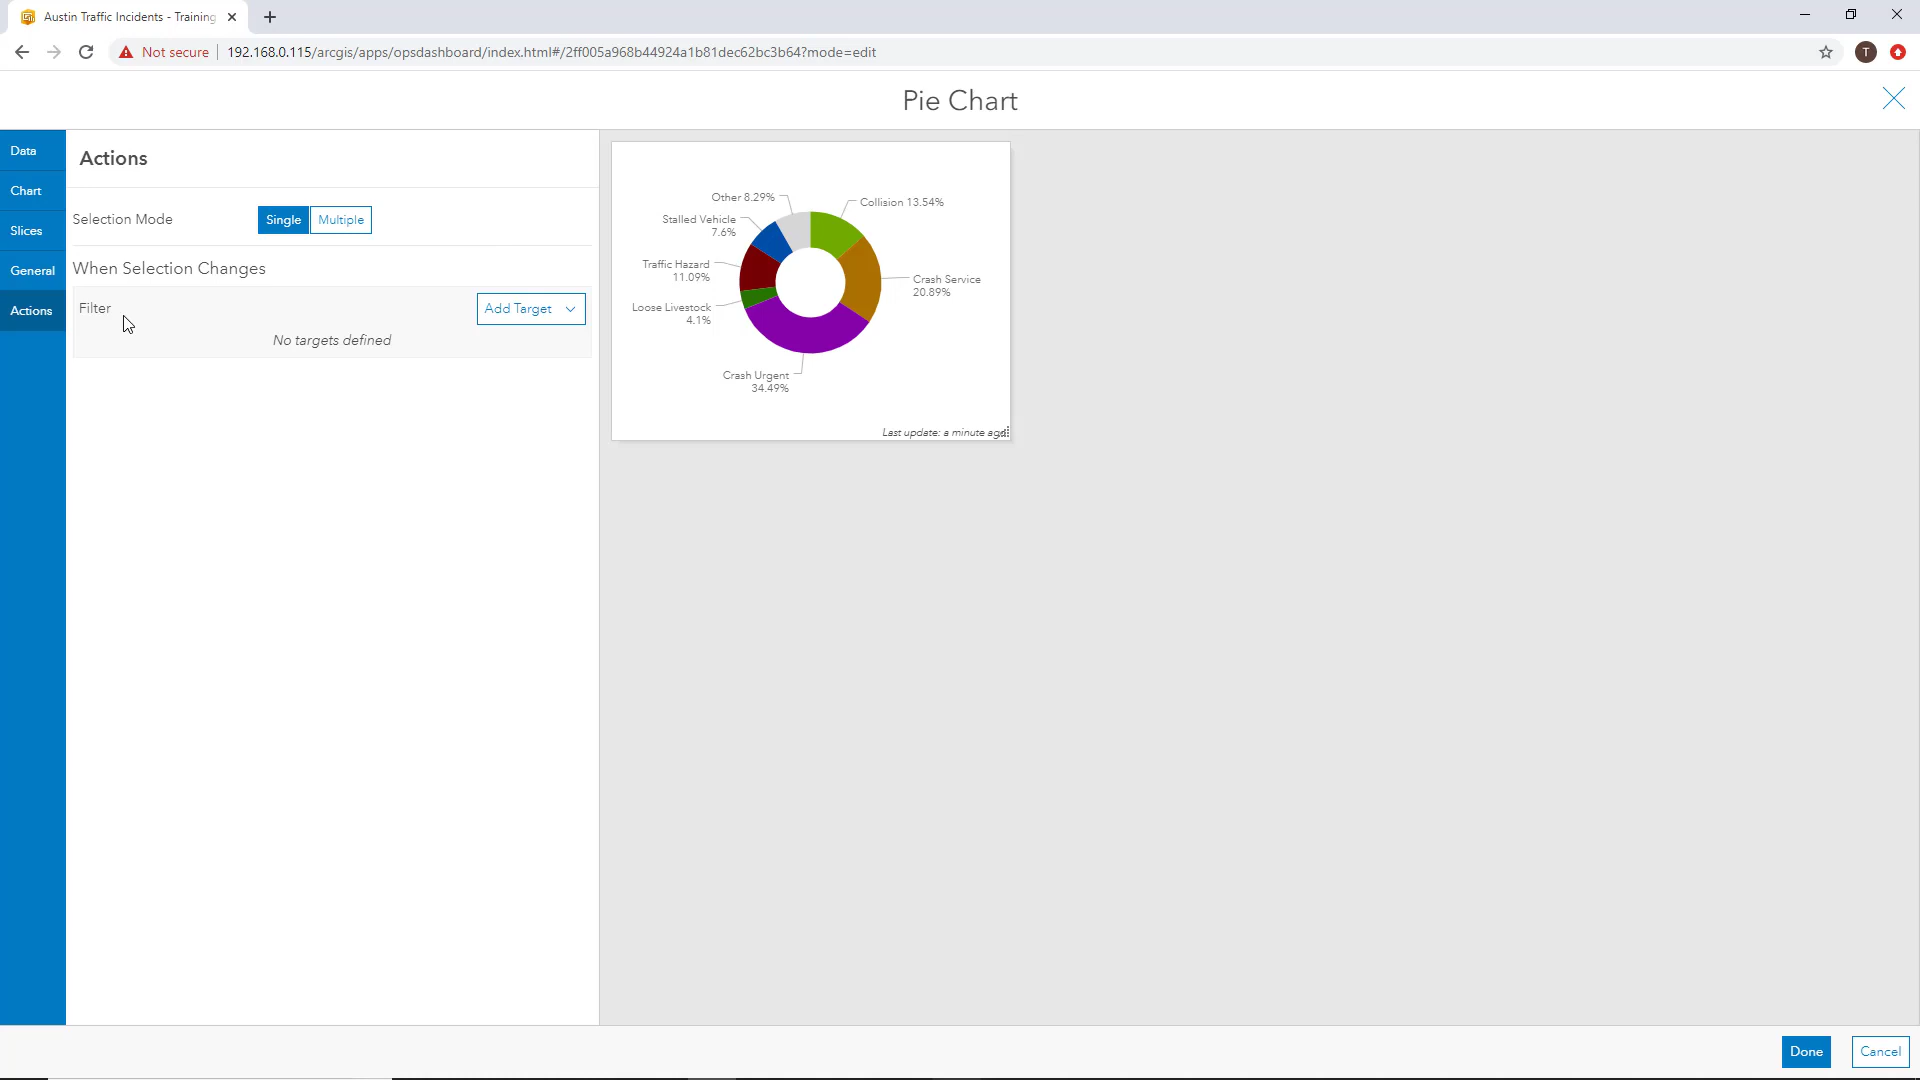 Austin Traffic Incidents - Training
Not secure
192.168.0.115/arcgis/apps/opsdashboard/index.html#/2ff005a968b44924a1b81dec62bc3b64?mode=edit
T
Pie Chart
Data
Chart
Slices
General
Actions
Actions
Selection Mode
Single
Multiple
When Selection Changes
Filter
Add Target
No targets defined
Other 8.29%
Collision 13.54%
Stalled Vehicle
7.6%
Traffic Hazard
11.09%
Crash Service
20.89%
Loose Livestock
4.1%
Crash Urgent
34.49%
Last update: a minute ago
Done
Cancel